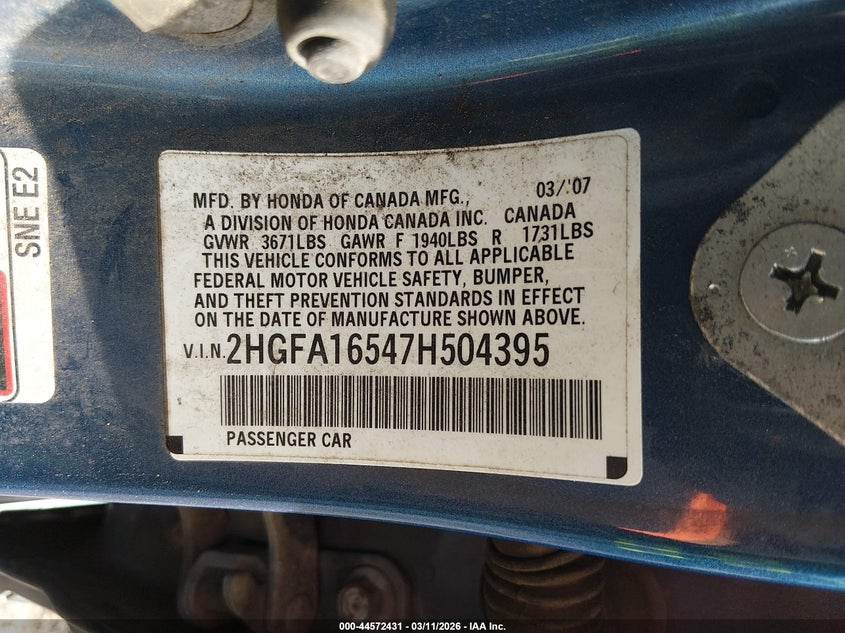 SNE E2
MFD. BY HONDA OF CANADA MFG., 03/'07
A DIVISION OF HONDA CANADA INC. CANADA
GVWR 3671LBS GAWR F 1940LBS R 1731LBS
THIS VEHICLE CONFORMS TO ALL APPLICABLE
FEDERAL MOTOR VEHICLE SAFETY, BUMPER,
AND THEFT PREVENTION STANDARDS IN EFFECT
ON THE DATE OF MANUFACTURE SHOWN ABOVE.
V.I.N. 2HGFA16547H504395
PASSENGER CAR
000-44572431 - 03/11/2026 - IAA Inc.